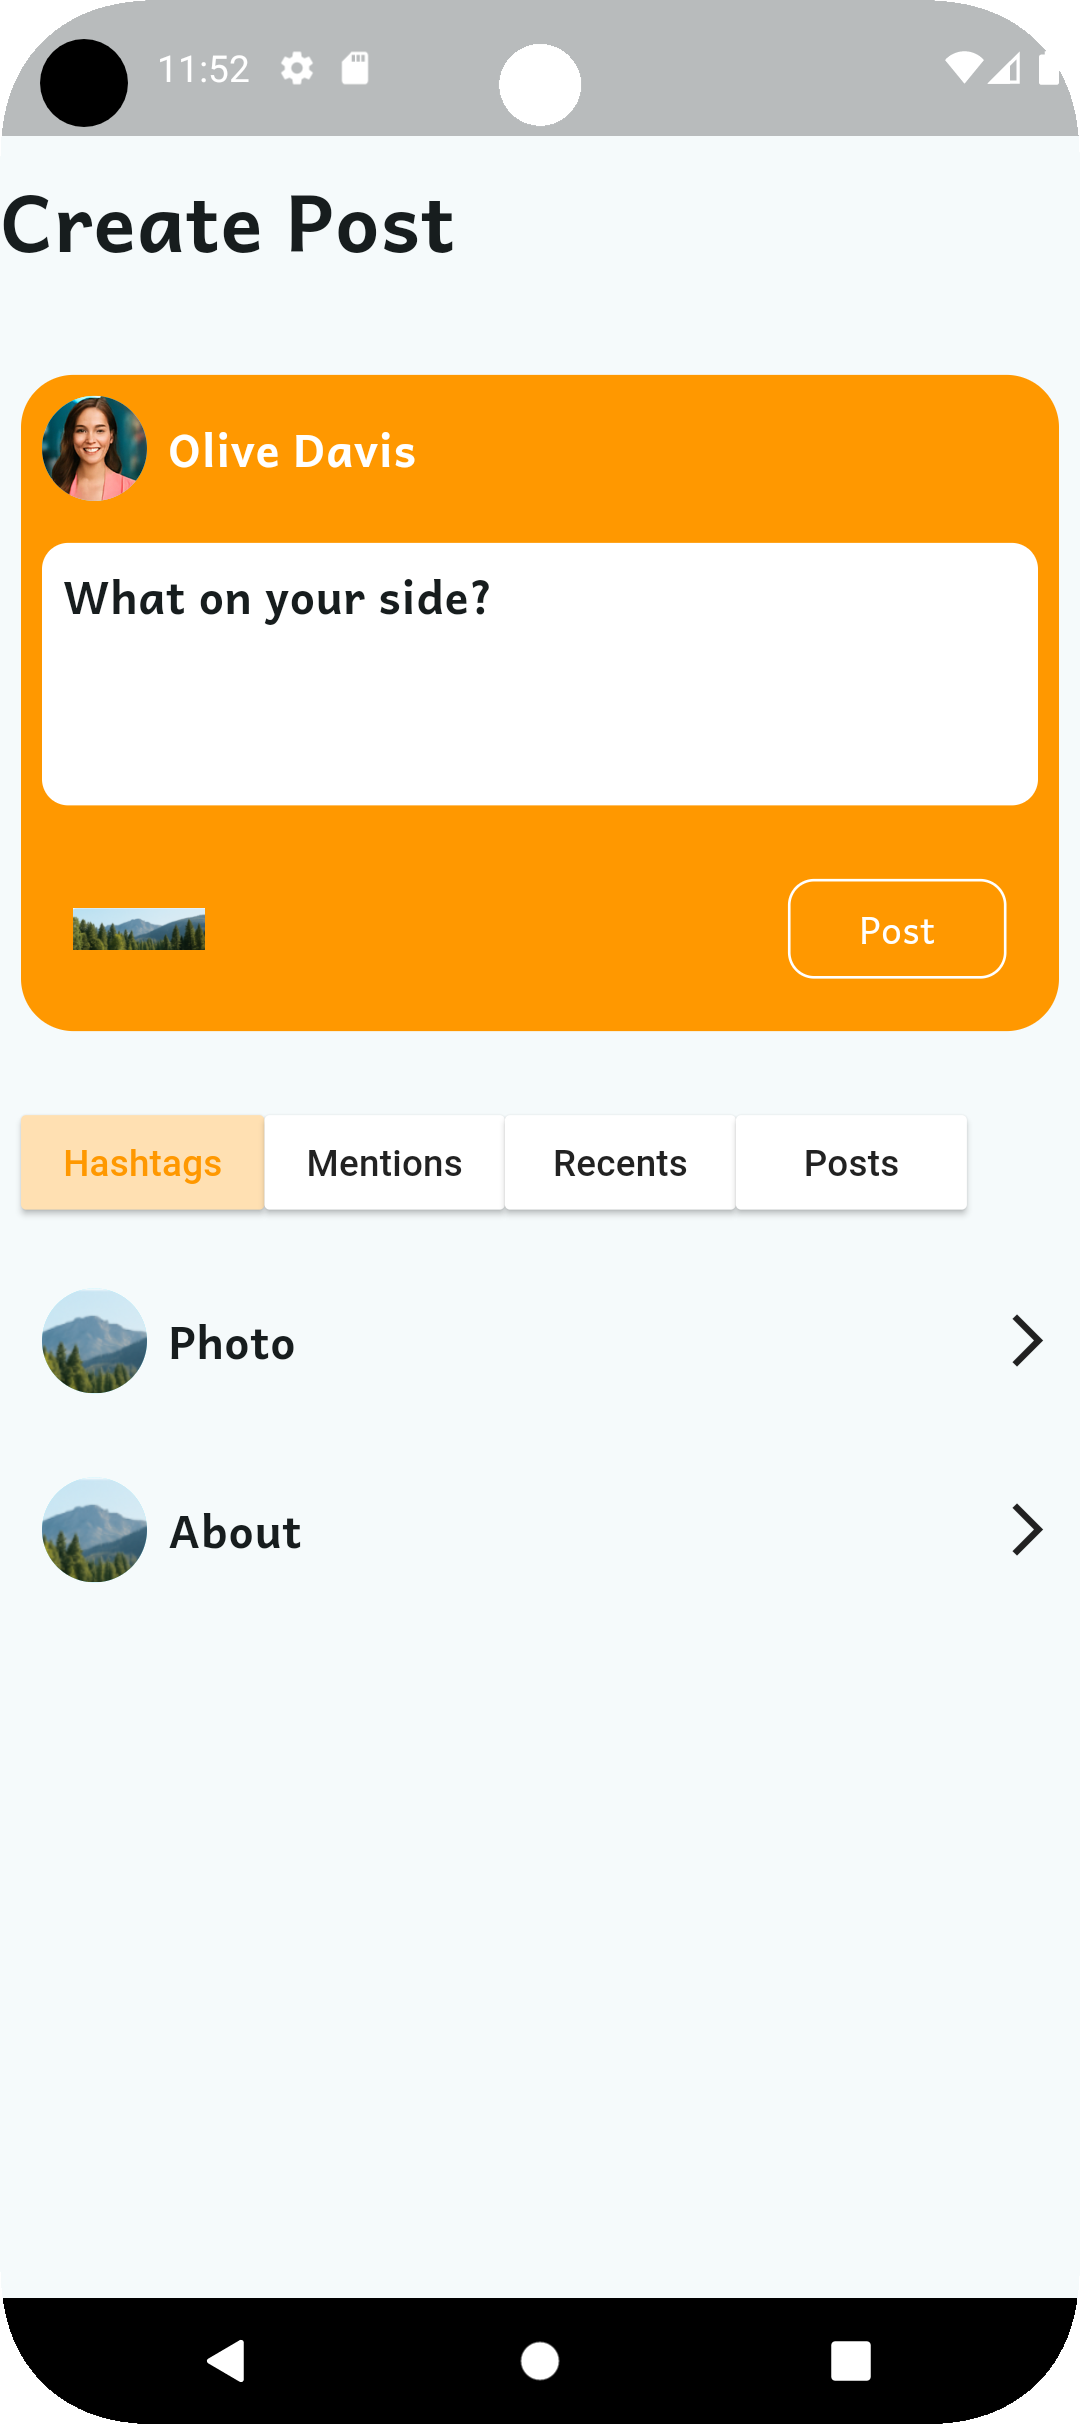 11:52
Create Post
Olive Davis
What on your side?
Post
Hashtags Mentions Recents Posts
Photo
About